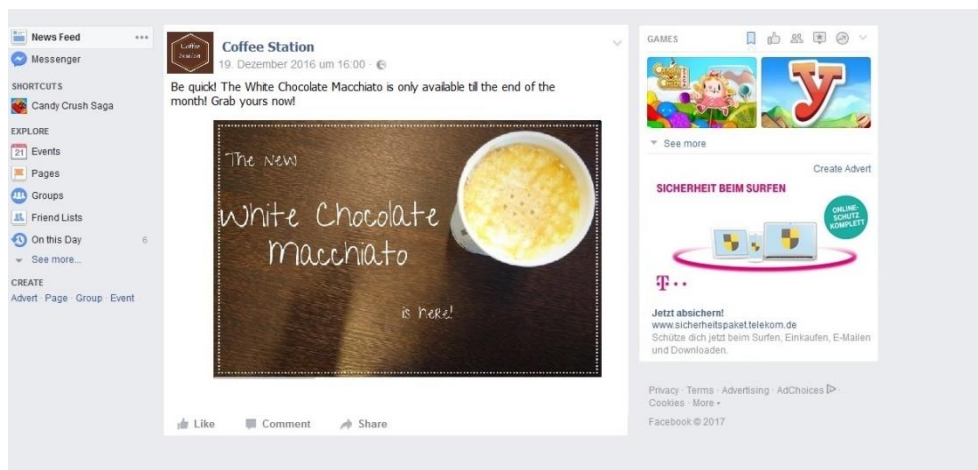 News Feed
Messenger
SHORTCUTS
Candy Crush Saga
EXPLORE
21 Events
Pages
Groups
Friend Lists
On this Day 6
See more...
CREATE
Advert · Page · Group · Event
Coffee Station
Coffee Station
19. Dezember 2016 um 16:00 ·
Be quick! The White Chocolate Macchiato is only available till the end of the
month! Grab yours now!
The New
White Chocolate
Macchiato
is here!
Like Comment Share
GAMES
y
See more
Create Advert
SICHERHEIT BEIM SURFEN
ONLINE-
SCHUTZ
KOMPLETT
T
Jetzt absichern!
www.sicherheitspaket.telekom.de
Schütze dich jetzt beim Surfen, Einkaufen, E-Mailen
und Downloaden.
Privacy · Terms · Advertising · AdChoices ·
Cookies · More
Facebook © 2017